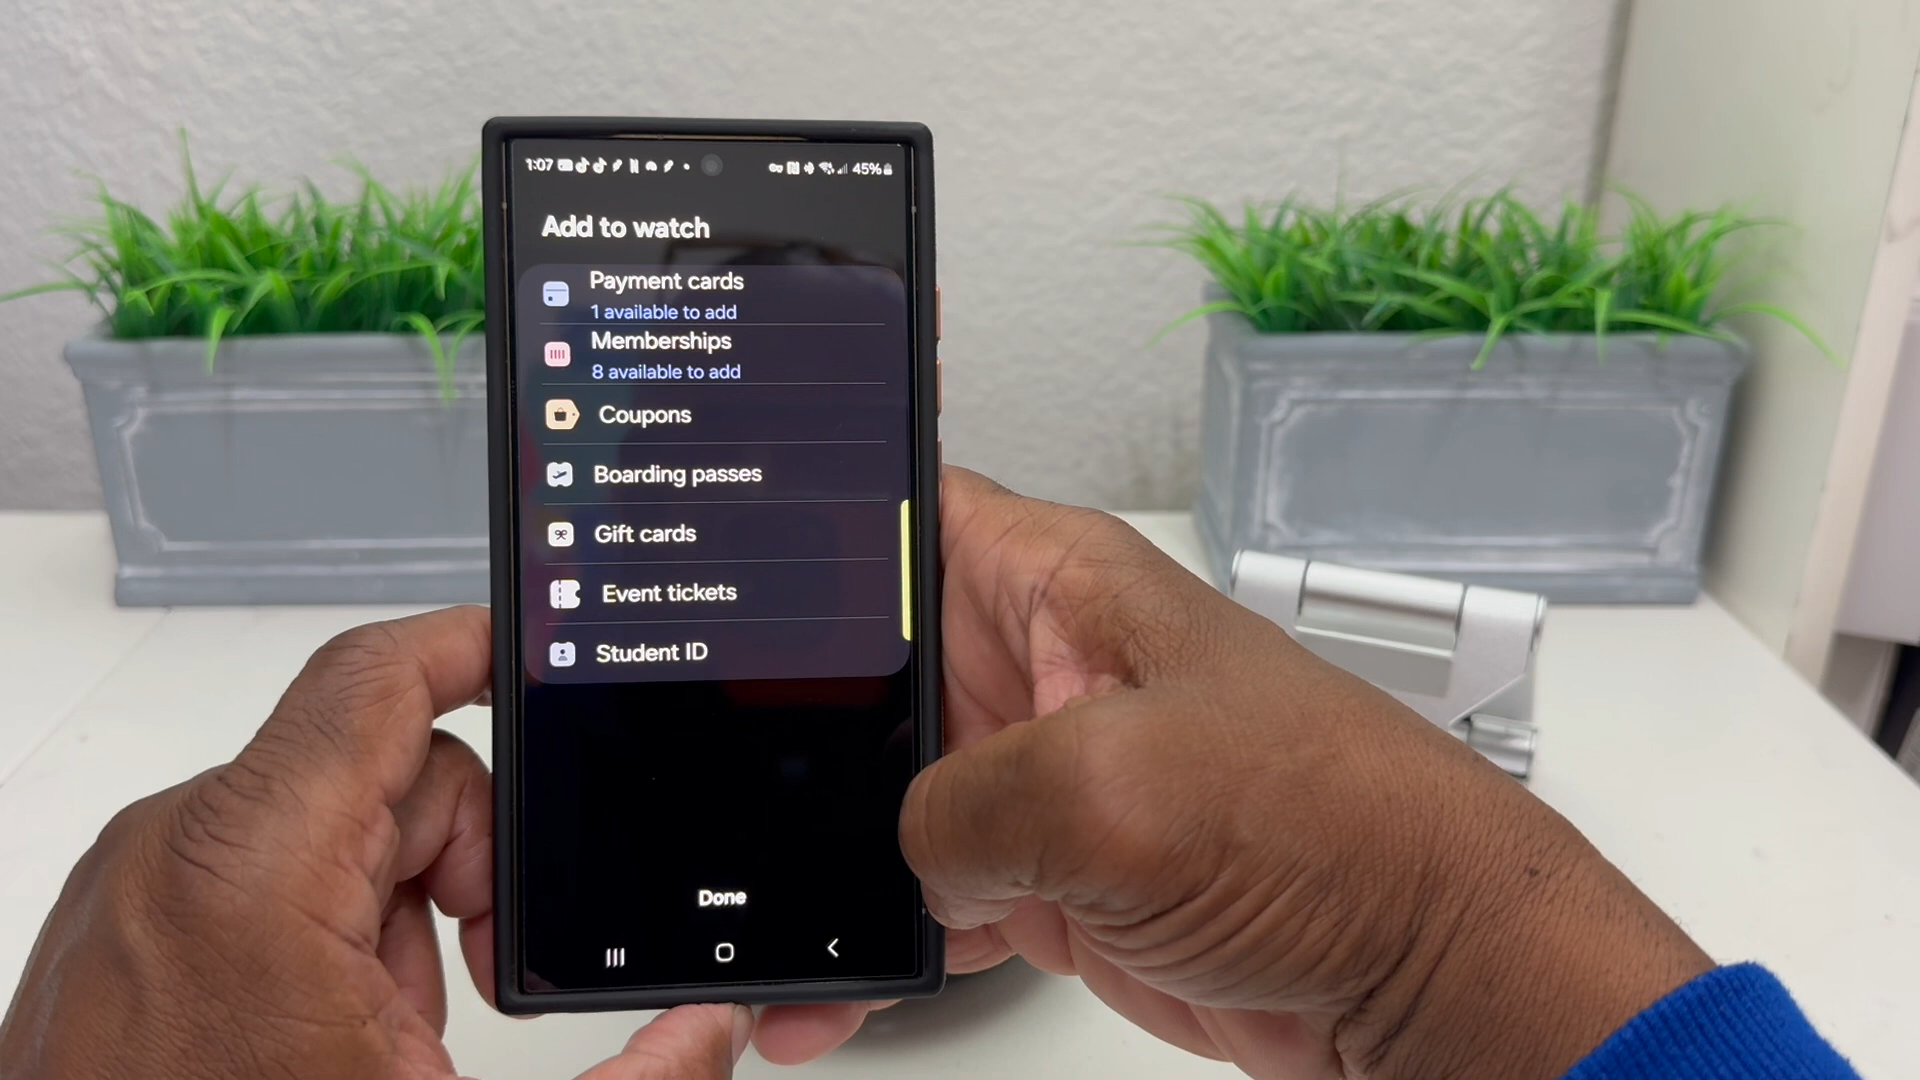 1:07 45%
Add to watch
Payment cards
1 available to add
Memberships
8 available to add
Coupons
Boarding passes
Gift cards
Event tickets
Student ID
Done